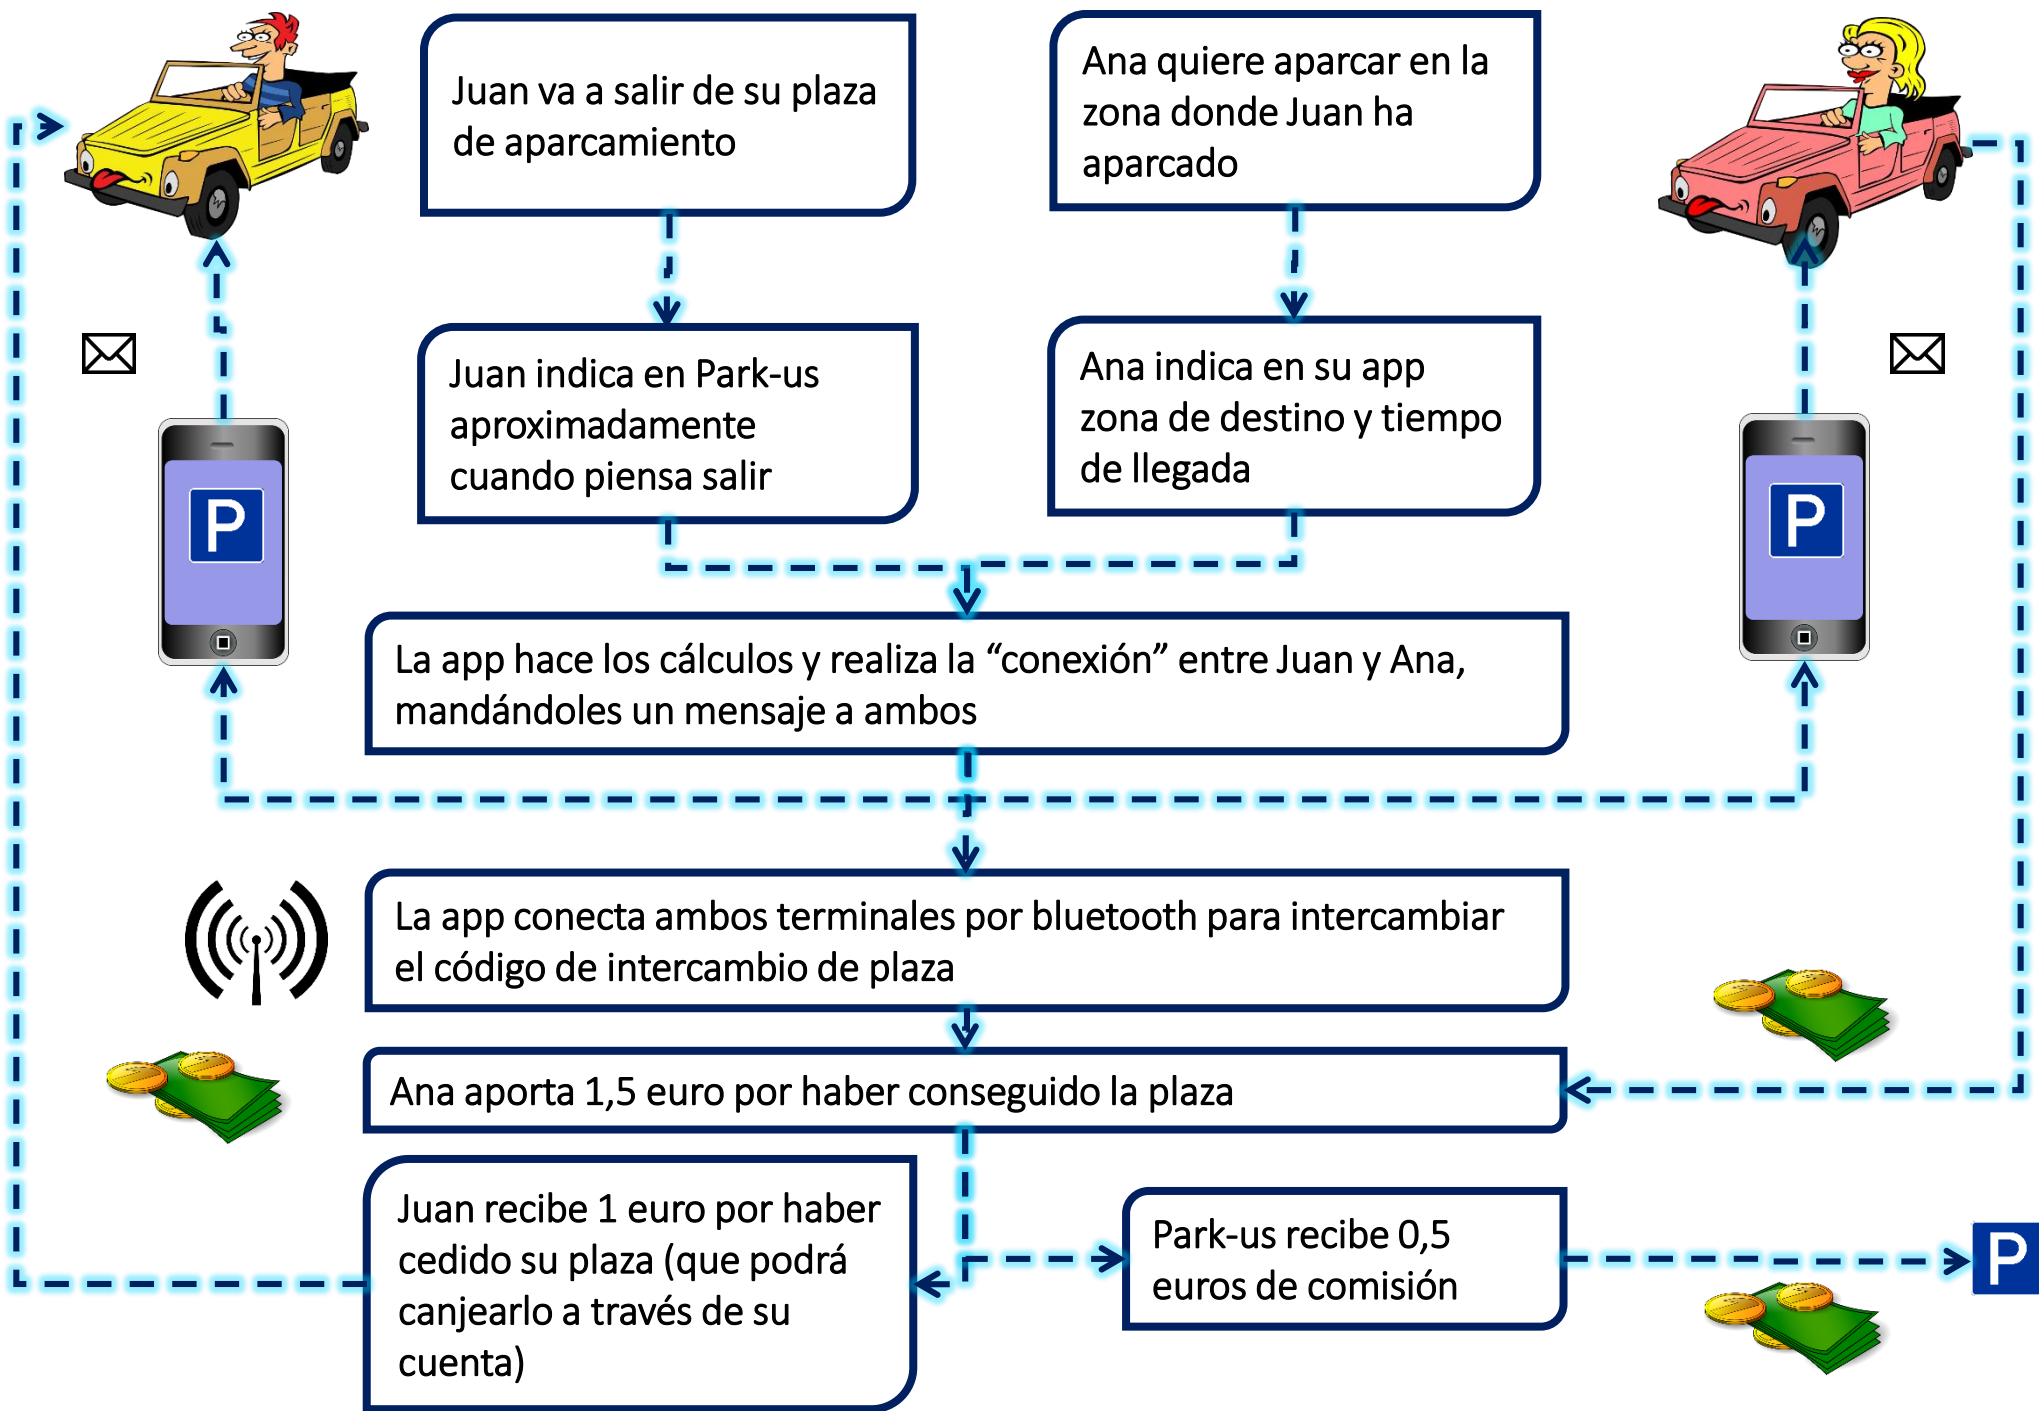 Juan va a salir de su plaza
de aparcamiento
Ana quiere aparcar en la
zona donde Juan ha
aparcado
Juan indica en Park-us
aproximadamente
cuando piensa salir
Ana indica en su app
zona de destino y tiempo
de llegada
P
P
La app hace los cálculos y realiza la “conexión” entre Juan y Ana,
mandándoles un mensaje a ambos
La app conecta ambos terminales por bluetooth para intercambiar
el código de intercambio de plaza
Ana aporta 1,5 euro por haber conseguido la plaza
Juan recibe 1 euro por haber
cedido su plaza (que podrá
canjearlo a través de su
cuenta)
Park-us recibe 0,5
euros de comisión
P